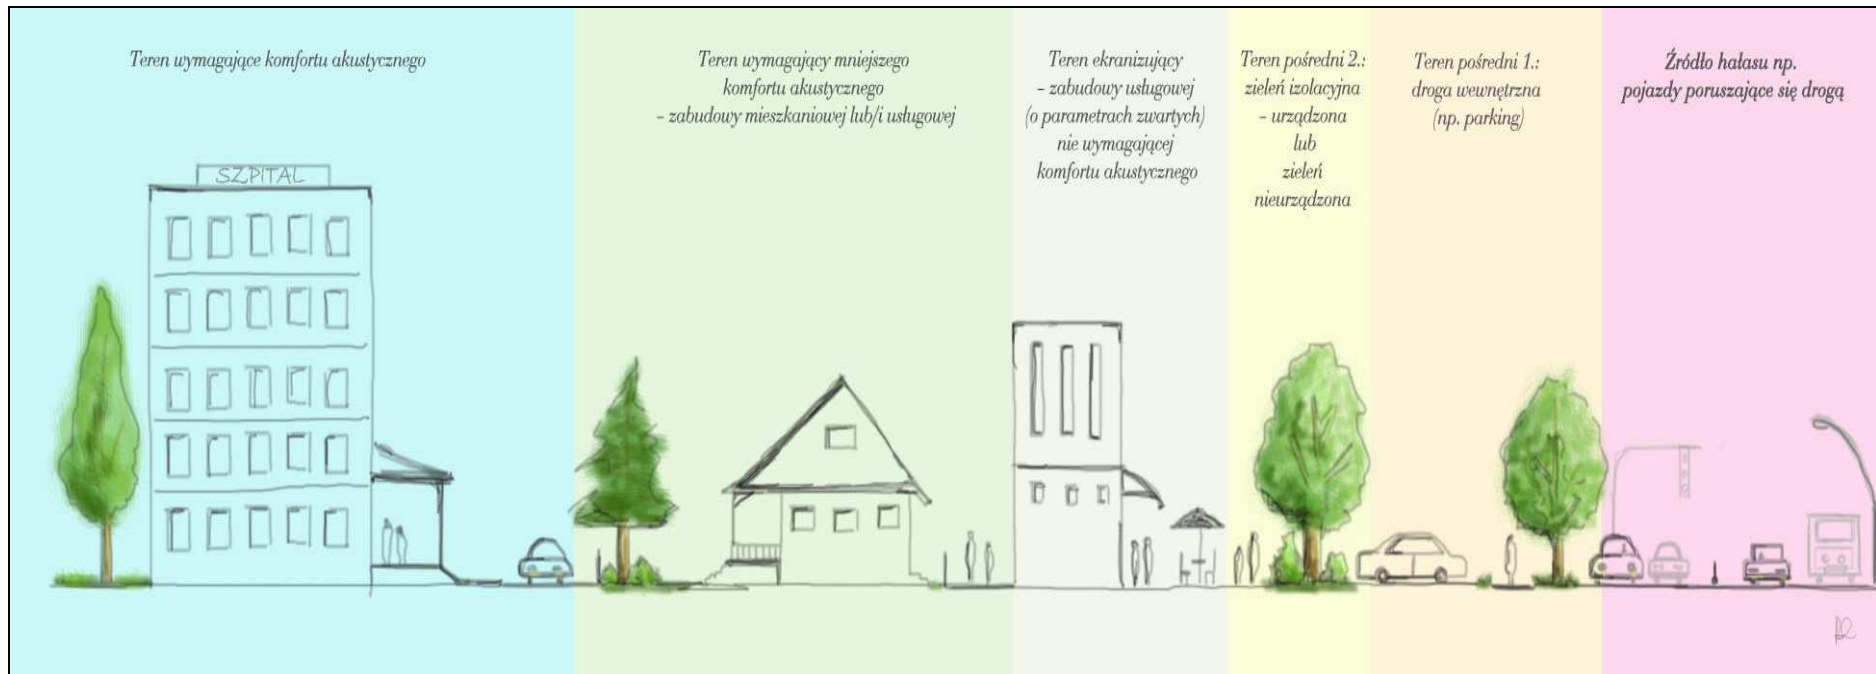 Teren wymagające komfortu akustycznego
Teren wymagający mniejszego
komfortu akustycznego
– zabudowy mieszkaniowej lub/i usługowej
Teren ekranizujący
– zabudowy usługowej
(o parametrach zwartych)
nie wymagającej
komfortu akustycznego
Teren pośredni 2.:
zieleń izolacyjna
– urządzona
lub
zieleń
nieurządzona
Teren pośredni 1.:
droga wewnętrzna
(np. parking)
Źródło hałasu np.
pojazdy poruszające się drogą
SZPITAL